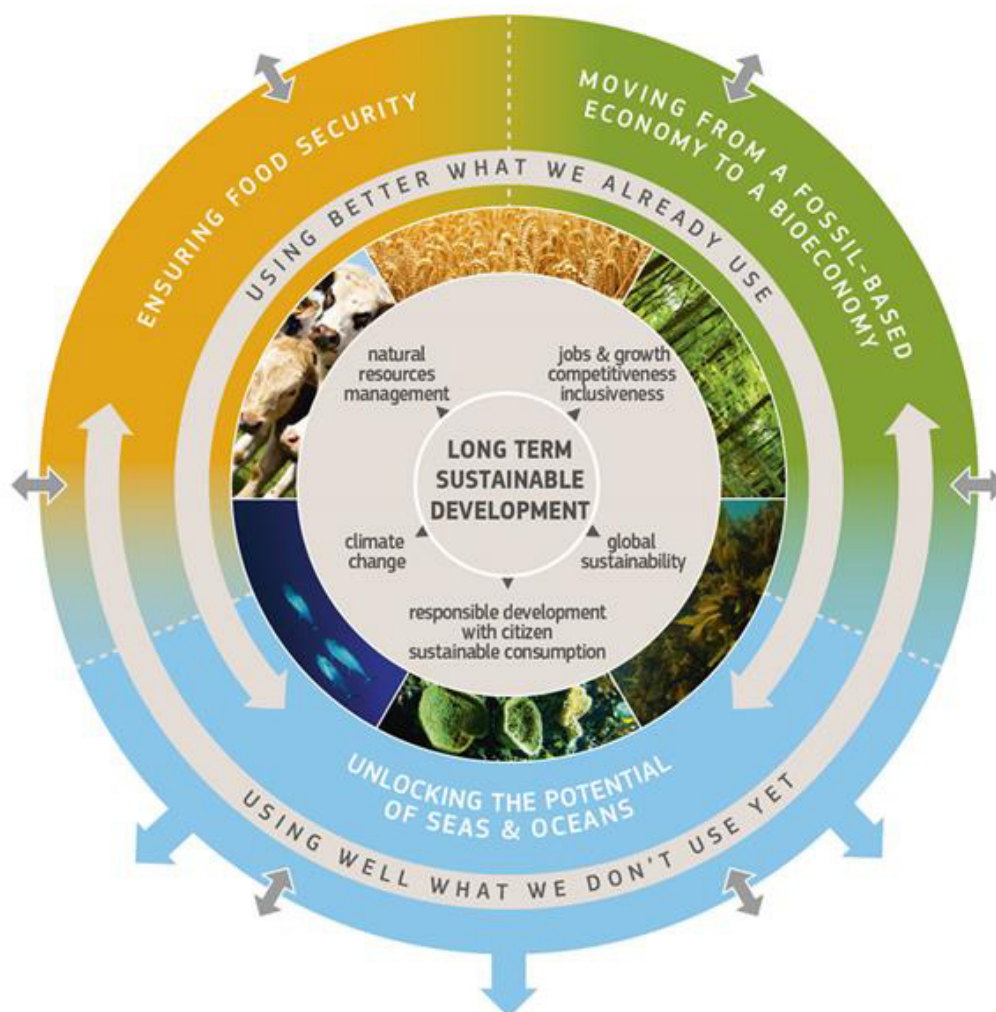 ENSURING FOOD SECURITY
MOVING FROM A FOSSIL-BASED
ECONOMY TO A BIOECONOMY
USING BETTER WHAT WE ALREADY USE
natural
resources
management
jobs & growth
competitiveness
inclusiveness
LONG TERM
SUSTAINABLE
DEVELOPMENT
climate
change
global
sustainability
responsible development
with citizen
sustainable consumption
UNLOCKING THE POTENTIAL
OF SEAS & OCEANS
USING WELL WHAT WE DON'T USE YET